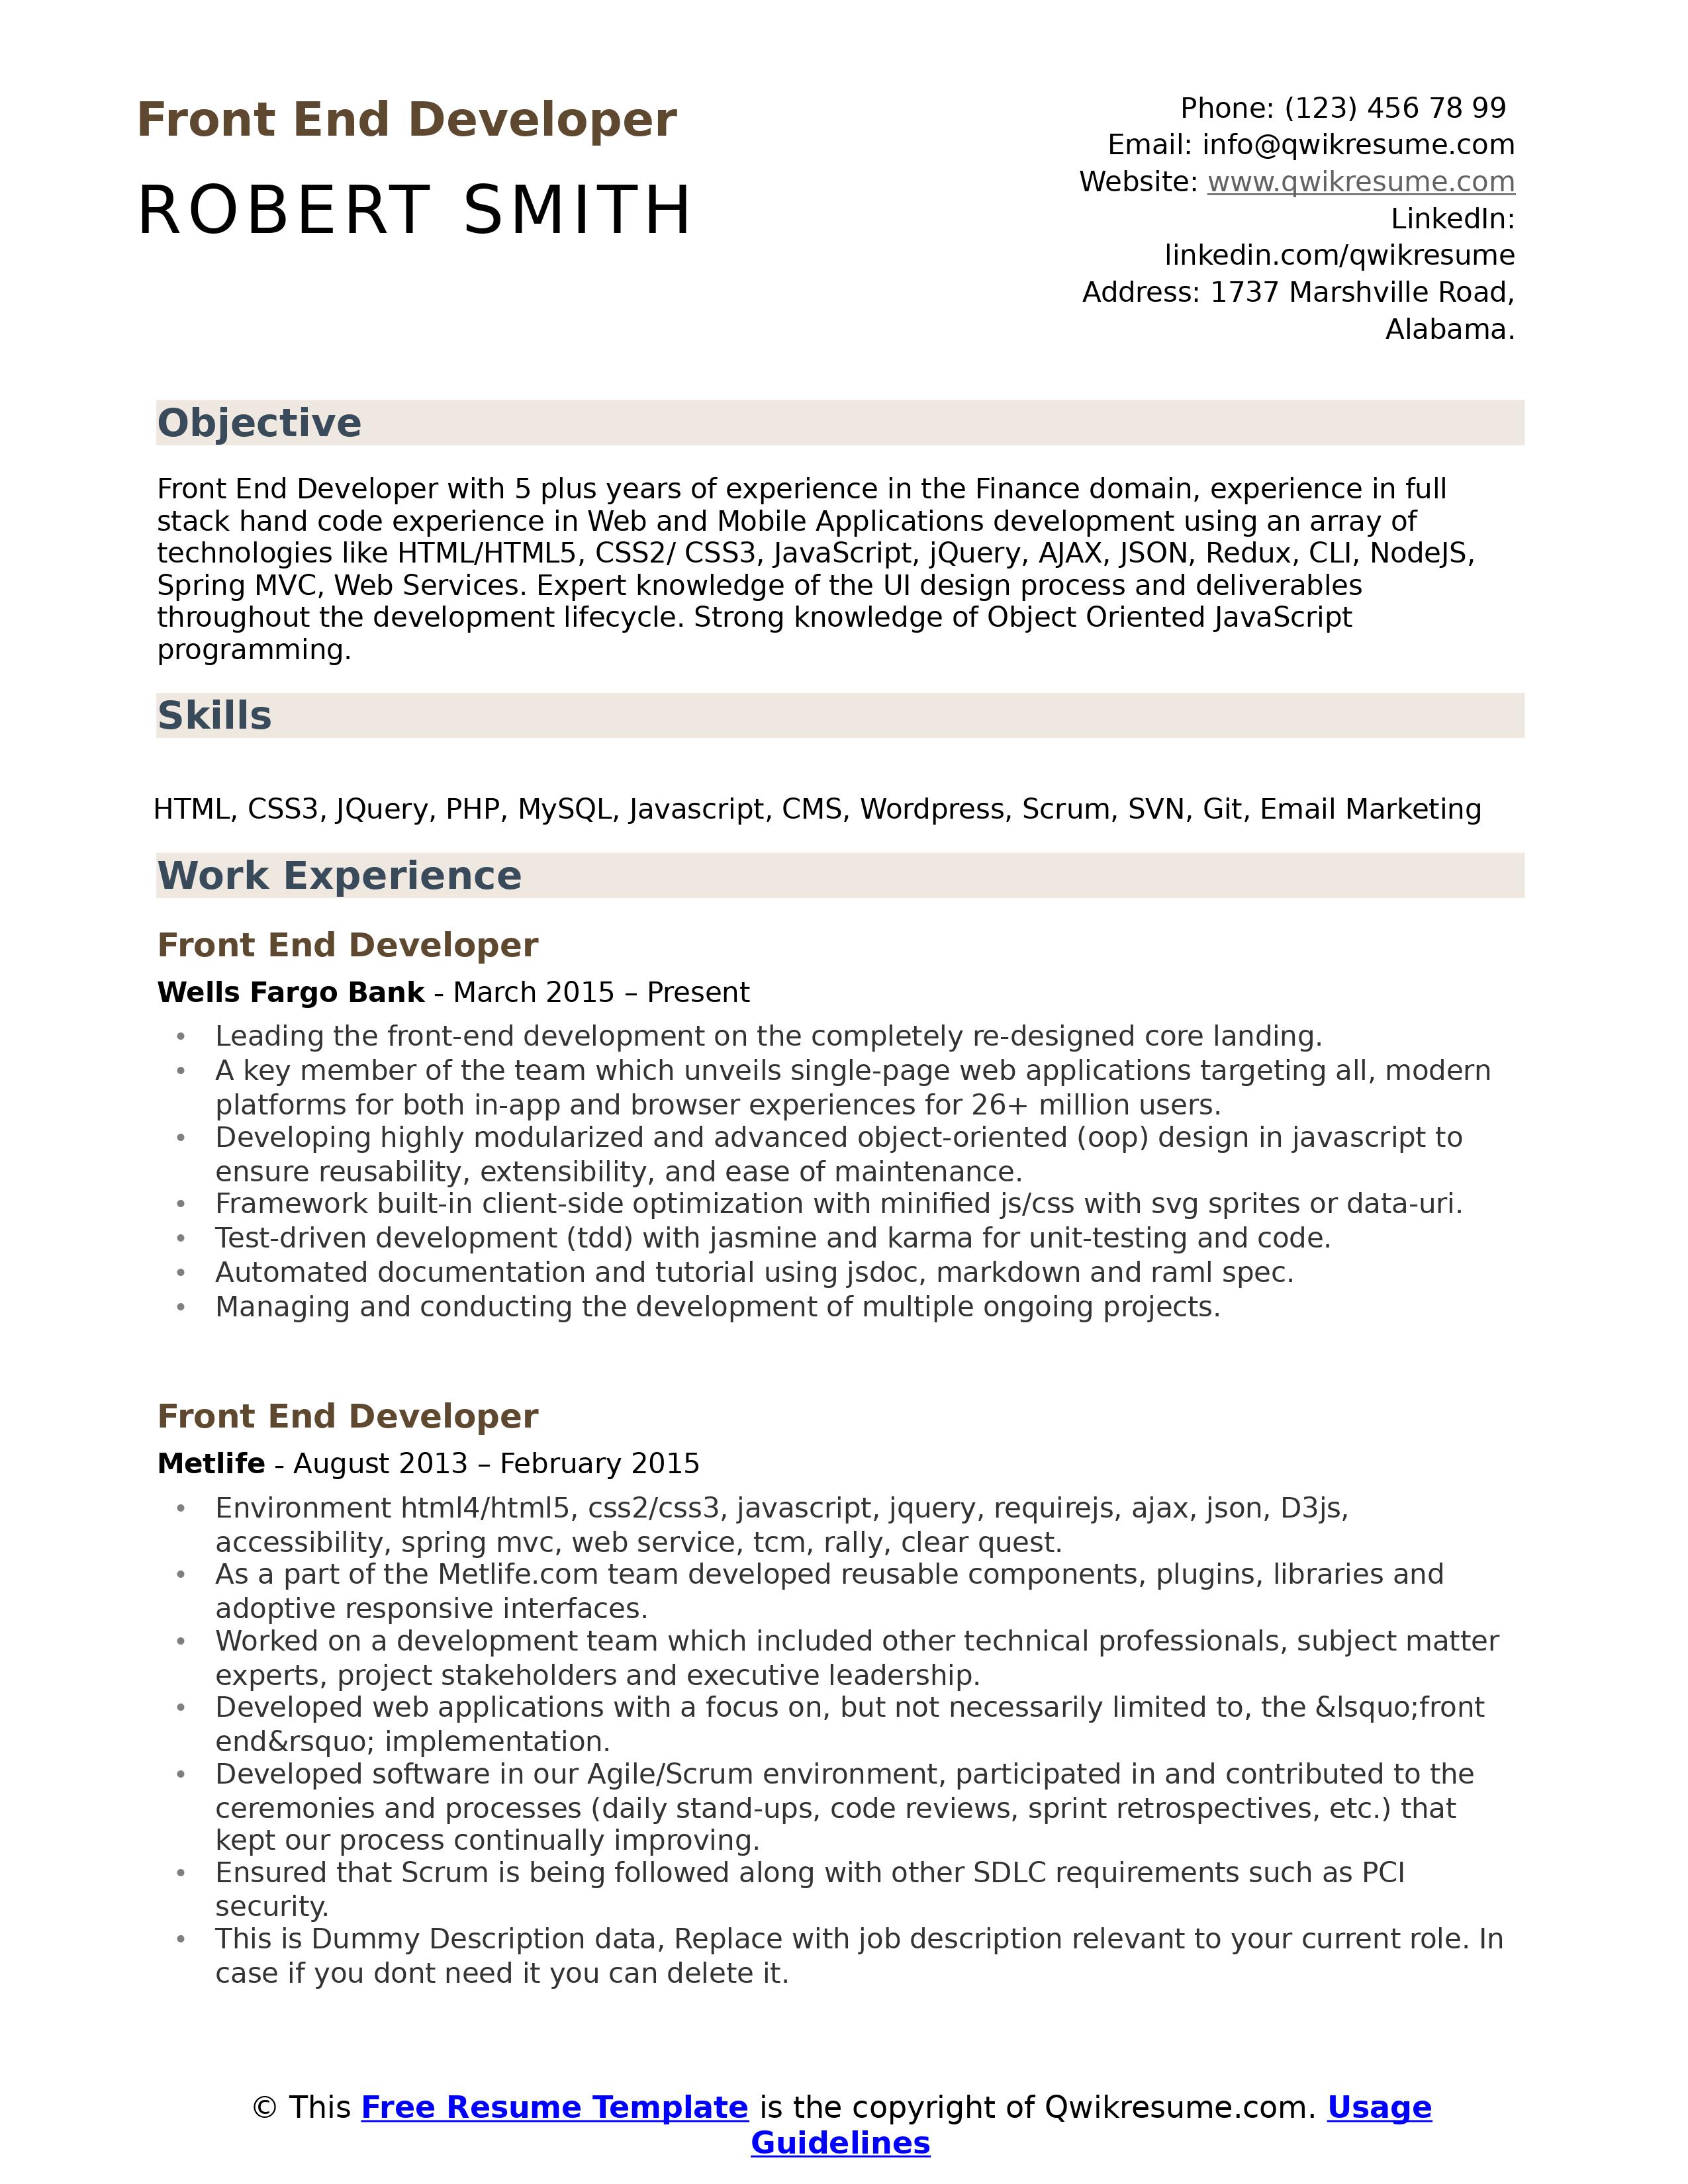 Front End Developer
ROBERT SMITH
Phone: (123) 456 78 99
Email: info@qwikresume.com
Website: www.qwikresume.com
LinkedIn:
linkedin.com/qwikresume
Address: 1737 Marshville Road,
Alabama.
Objective
Front End Developer with 5 plus years of experience in the Finance domain, experience in full
stack hand code experience in Web and Mobile Applications development using an array of
technologies like HTML/HTML5, CSS2/ CSS3, JavaScript, jQuery, AJAX, JSON, Redux, CLI, NodeJS,
Spring MVC, Web Services. Expert knowledge of the UI design process and deliverables
throughout the development lifecycle. Strong knowledge of Object Oriented JavaScript
programming.
Skills
HTML, CSS3, JQuery, PHP, MySQL, Javascript, CMS, Wordpress, Scrum, SVN, Git, Email Marketing
Work Experience
Front End Developer
Wells Fargo Bank - March 2015 – Present
• Leading the front-end development on the completely re-designed core landing.
• A key member of the team which unveils single-page web applications targeting all, modern
platforms for both in-app and browser experiences for 26+ million users.
• Developing highly modularized and advanced object-oriented (oop) design in javascript to
ensure reusability, extensibility, and ease of maintenance.
• Framework built-in client-side optimization with minified js/css with svg sprites or data-uri.
• Test-driven development (tdd) with jasmine and karma for unit-testing and code.
• Automated documentation and tutorial using jsdoc, markdown and raml spec.
• Managing and conducting the development of multiple ongoing projects.
Front End Developer
Metlife - August 2013 – February 2015
• Environment html4/html5, css2/css3, javascript, jquery, requirejs, ajax, json, D3js,
accessibility, spring mvc, web service, tcm, rally, clear quest.
• As a part of the Metlife.com team developed reusable components, plugins, libraries and
adoptive responsive interfaces.
• Worked on a development team which included other technical professionals, subject matter
experts, project stakeholders and executive leadership.
• Developed web applications with a focus on, but not necessarily limited to, the &lsquo;front
end&rsquo; implementation.
• Developed software in our Agile/Scrum environment, participated in and contributed to the
ceremonies and processes (daily stand-ups, code reviews, sprint retrospectives, etc.) that
kept our process continually improving.
• Ensured that Scrum is being followed along with other SDLC requirements such as PCI
security.
• This is Dummy Description data, Replace with job description relevant to your current role. In
case if you dont need it you can delete it.
© This Free Resume Template is the copyright of Qwikresume.com. Usage
Guidelines